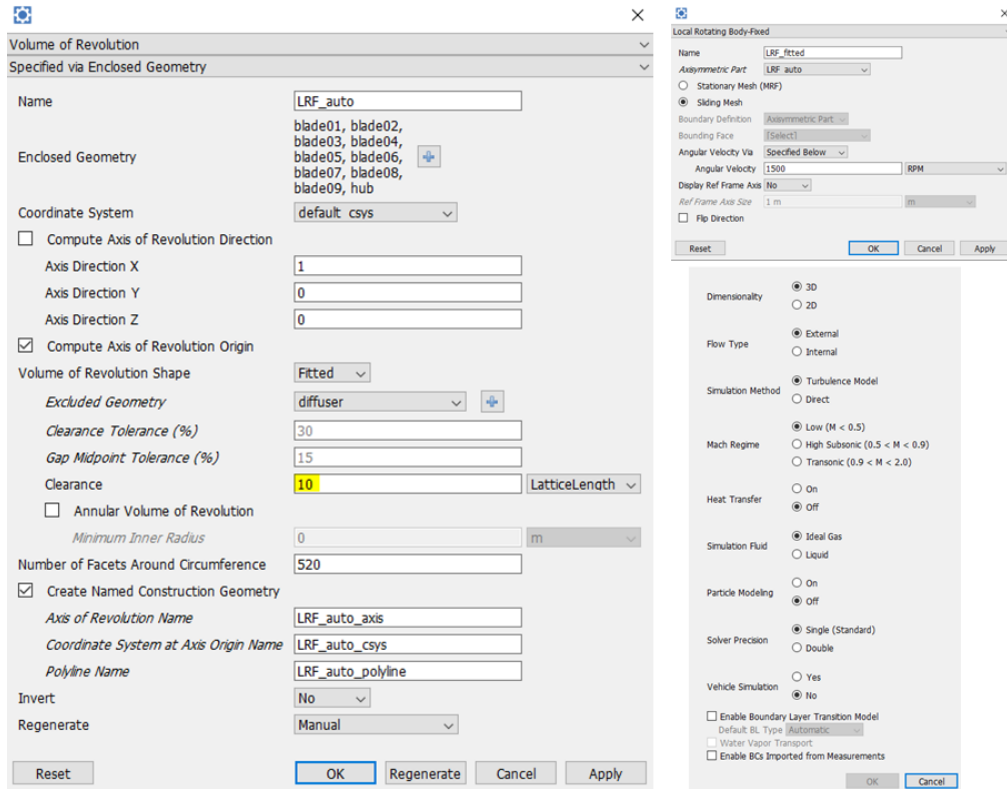 Volume of Revolution
Specified via Enclosed Geometry
Name LRF_auto
Enclosed Geometry blade01, blade02,
blade03, blade04,
blade05, blade06,
blade07, blade08,
blade09, hub
Coordinate System default_csys
Compute Axis of Revolution Direction
Axis Direction X 1
Axis Direction Y 0
Axis Direction Z 0
Compute Axis of Revolution Origin
Volume of Revolution Shape Fitted
Excluded Geometry diffuser
Clearance Tolerance (%) 30
Gap Midpoint Tolerance (%) 15
Clearance 10 LatticeLength
Annular Volume of Revolution
Minimum Inner Radius 0 m
Number of Facets Around Circumference 520
Create Named Construction Geometry
Axis of Revolution Name LRF_auto_axis
Coordinate System at Axis Origin Name LRF_auto_csys
Polyline Name LRF_auto_polyline
Invert No
Regenerate Manual
Reset OK Regenerate Cancel Apply
Local Rotating Body-Fixed
Name LRF_fitted
Axisymmetric Part LRF_auto
Stationary Mesh (MRF)
Sliding Mesh
Boundary Definition Axisymmetric Part
Bounding Face [Select]
Angular Velocity Via Specified Below
Angular Velocity 1500 RPM
Display Ref Frame Axis No
Ref Frame Axis Size 1 m m
Flip Direction
Reset OK Cancel Apply
Dimensionality 3D
2D
Flow Type External
Internal
Simulation Method Turbulence Model
Direct
Mach Regime Low (M < 0.5)
High Subsonic (0.5 < M < 0.9)
Transonic (0.9 < M < 2.0)
Heat Transfer On
Off
Simulation Fluid Ideal Gas
Liquid
Particle Modeling On
Off
Solver Precision Single (Standard)
Double
Vehicle Simulation Yes
No
Enable Boundary Layer Transition Model
Default BL Type Automatic
Water Vapor Transport
Enable BCs Imported from Measurements
OK Cancel